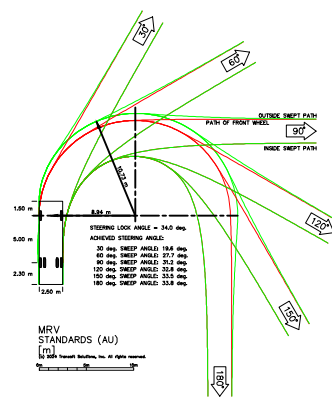 30°
60°
OUTSIDE SWEPT PATH
PATH OF FRONT WHEEL
90°
INSIDE SWEPT PATH
10.73 m
1.50 m
8.94 m
120°
STEERING LOCK ANGLE = 34.0 deg.
ACHIEVED STEERING ANGLE:
5.00 m
30 deg. SWEEP ANGLE: 19.6 deg.
60 deg. SWEEP ANGLE: 27.7 deg.
90 deg. SWEEP ANGLE: 31.2 deg.
120 deg. SWEEP ANGLE: 32.8 deg.
150 deg. SWEEP ANGLE: 33.5 deg.
180 deg. SWEEP ANGLE: 33.8 deg.
2.30 m
2.50 m
150°
MRV
STANDARDS (AU)
[m]
(c) 2024 Transoft Solutions, Inc. All rights reserved.
0m 5m 10m
180°